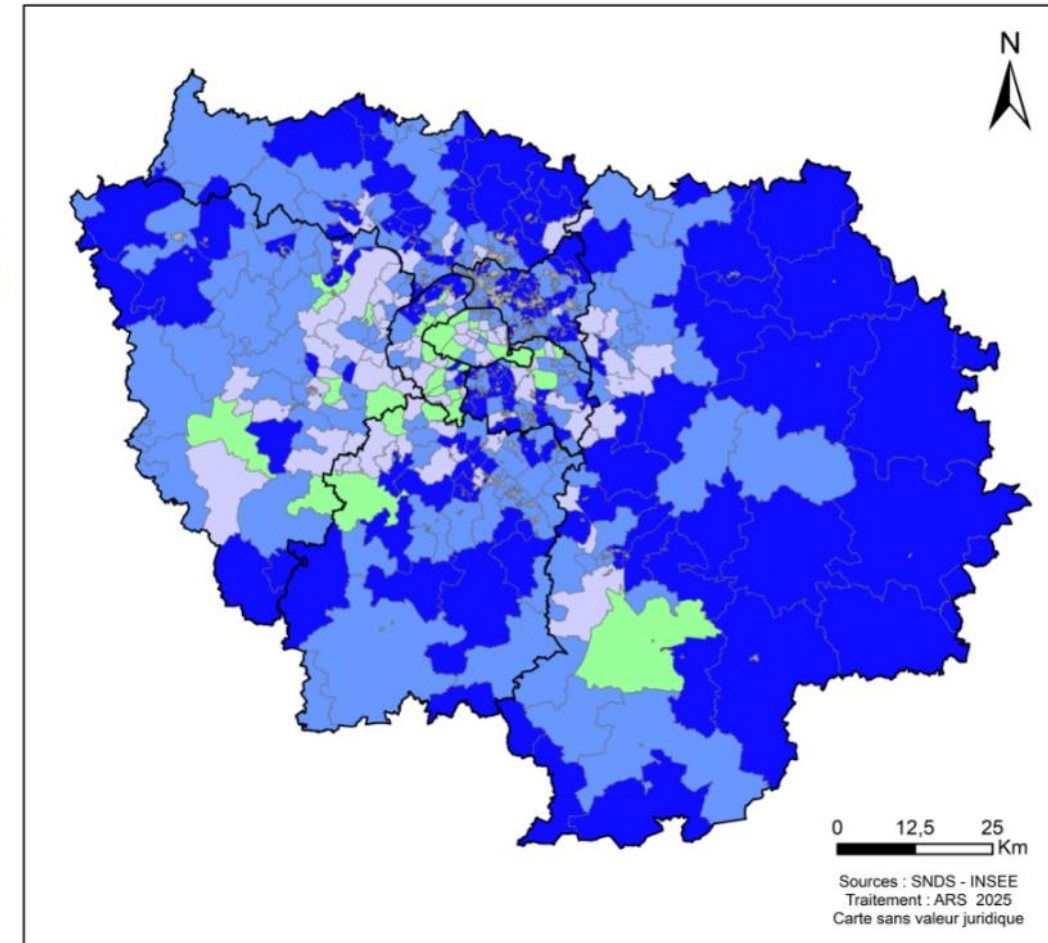 N
0 12,5 25
Km
Sources : SNDS - INSEE
Traitement : ARS 2025
Carte sans valeur juridique